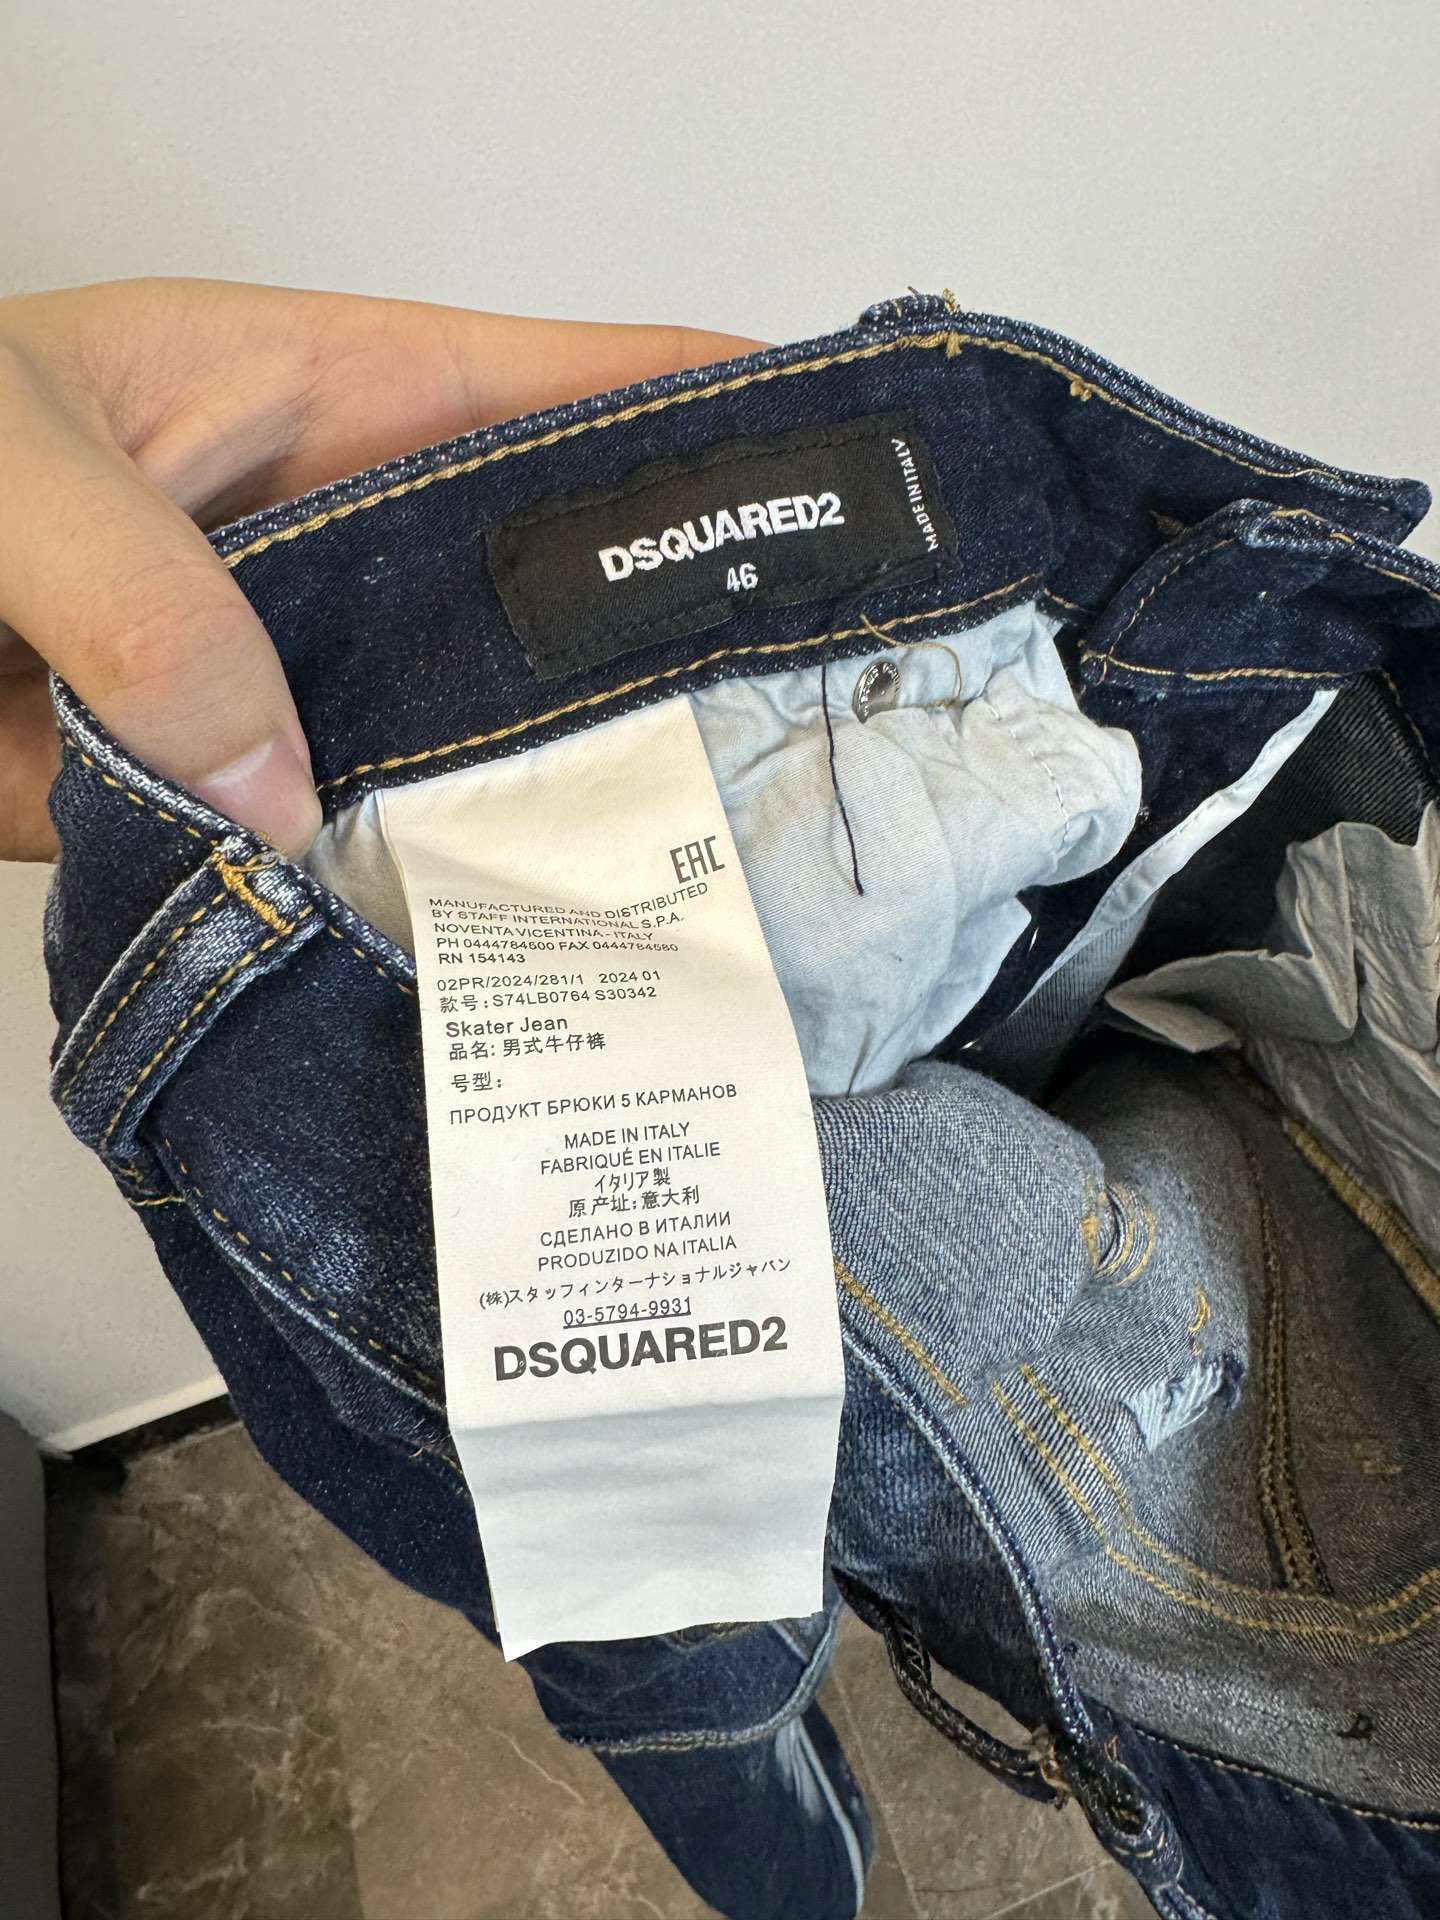 DSQUARED2
46
MADE IN ITALY
EAC
MANUFACTURED AND DISTRIBUTED
BY STAFF INTERNATIONAL S.P.A.
NOVENTA VICENTINA - ITALY
PH 0444784500 FAX 0444784580
RN 154143
02PR/2024/281/1 2024 01
款号: S74LB0764 S30342
Skater Jean
品名: 男式牛仔裤
号型:
ПРОДУКТ БРЮКИ 5 КАРМАНОВ
MADE IN ITALY
FABRIQUÉ EN ITALIE
イタリア製
原产址: 意大利
СДЕЛАНО В ИТАЛИИ
PRODUZIDO NA ITALIA
(株)スタッフインターナショナルジャパン
03-5794-9931
DSQUARED2